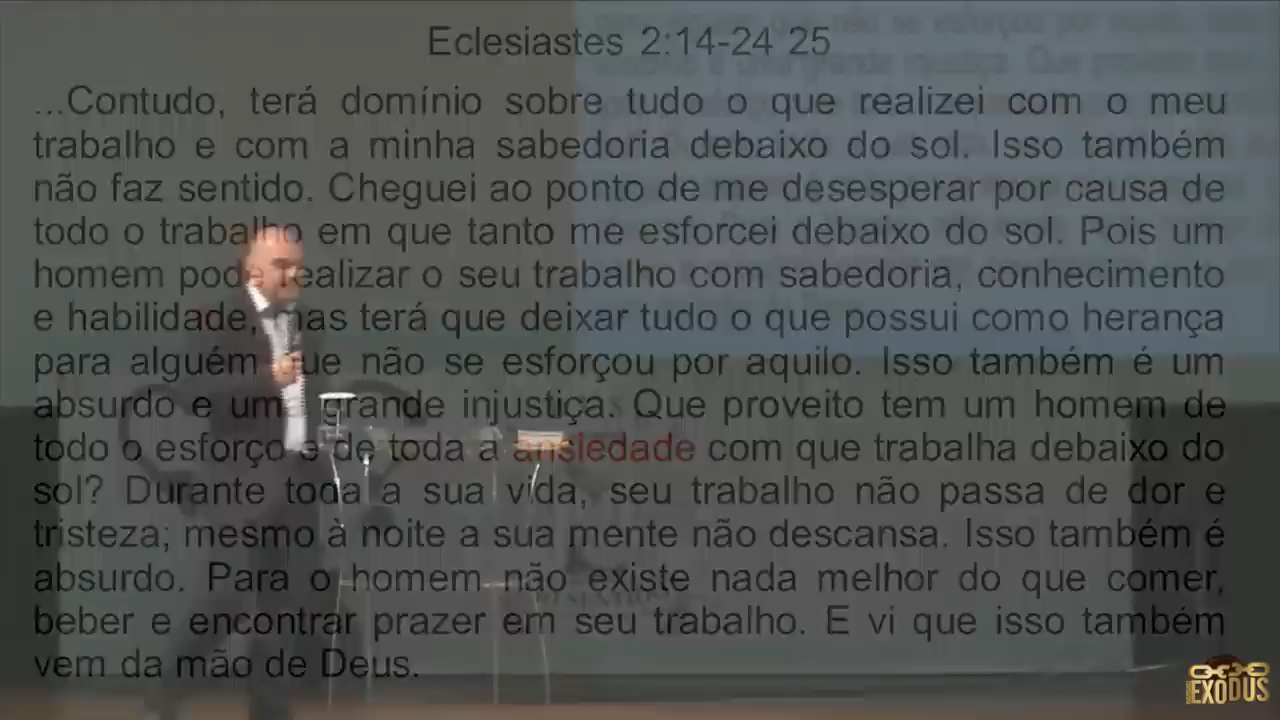 Eclesiastes 2:14-24 25
...Contudo, terá domínio sobre tudo o que realizei com o meu
trabalho e com a minha sabedoria debaixo do sol. Isso também
não faz sentido. Cheguei ao ponto de me desesperar por causa de
todo o trabalho em que tanto me esforcei debaixo do sol. Pois um
homem pode realizar o seu trabalho com sabedoria, conhecimento
e habilidade, mas terá que deixar tudo o que possui como herança
para alguém que não se esforçou por aquilo. Isso também é um
absurdo e uma grande injustiça. Que proveito tem um homem de
todo o esforço e de toda a ansiedade com que trabalha debaixo do
sol? Durante toda a sua vida, seu trabalho não passa de dor e
tristeza; mesmo à noite a sua mente não descansa. Isso também é
absurdo. Para o homem não existe nada melhor do que comer,
beber e encontrar prazer em seu trabalho. E vi que isso também
vem da mão de Deus.
EXODUS